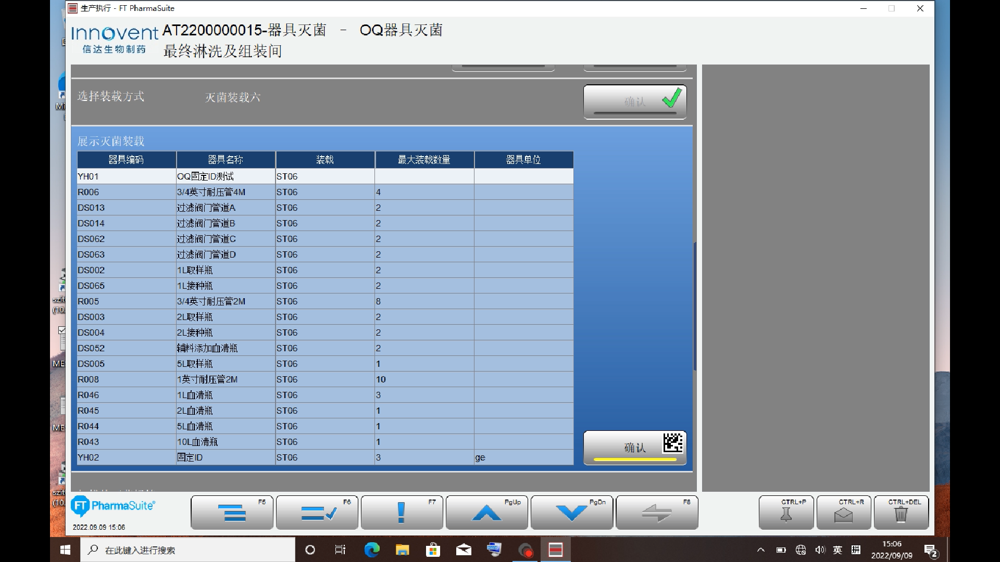 生产执行 - FT PharmaSuite
Innovent
信达生物制药
AT2200000015-器具灭菌 - OQ器具灭菌
最终淋洗及组装间
选择装载方式 灭菌装载六 确认
展示灭菌装载
器具编码 器具名称 装载 最大装载数量 器具单位
YH01 OQ固定ID测试 ST06
R006 3/4英寸耐压管4M ST06 4
DS013 过滤阀门管道A ST06 2
DS014 过滤阀门管道B ST06 2
DS062 过滤阀门管道C ST06 2
DS063 过滤阀门管道D ST06 2
DS002 1L取样瓶 ST06 2
DS065 1L接种瓶 ST06 2
R005 3/4英寸耐压管2M ST06 8
DS003 2L取样瓶 ST06 2
DS004 2L接种瓶 ST06 2
DS052 辅料添加血清瓶 ST06 2
DS005 5L取样瓶 ST06 1
R008 1英寸耐压管2M ST06 10
R046 1L血清瓶 ST06 3
R045 2L血清瓶 ST06 1
R044 5L血清瓶 ST06 1
R043 10L血清瓶 ST06 1
YH02 固定ID ST06 3 ge
确认
FT PharmaSuite®
2022.09.09 15:06
F5 F6 F7 PgUp PgDn F8 CTRL+P CTRL+R CTRL+DEL
szit
(10.
ME
ME
szit
(10.
在此键入进行搜索
英 拼
15:06
2022/09/09
2